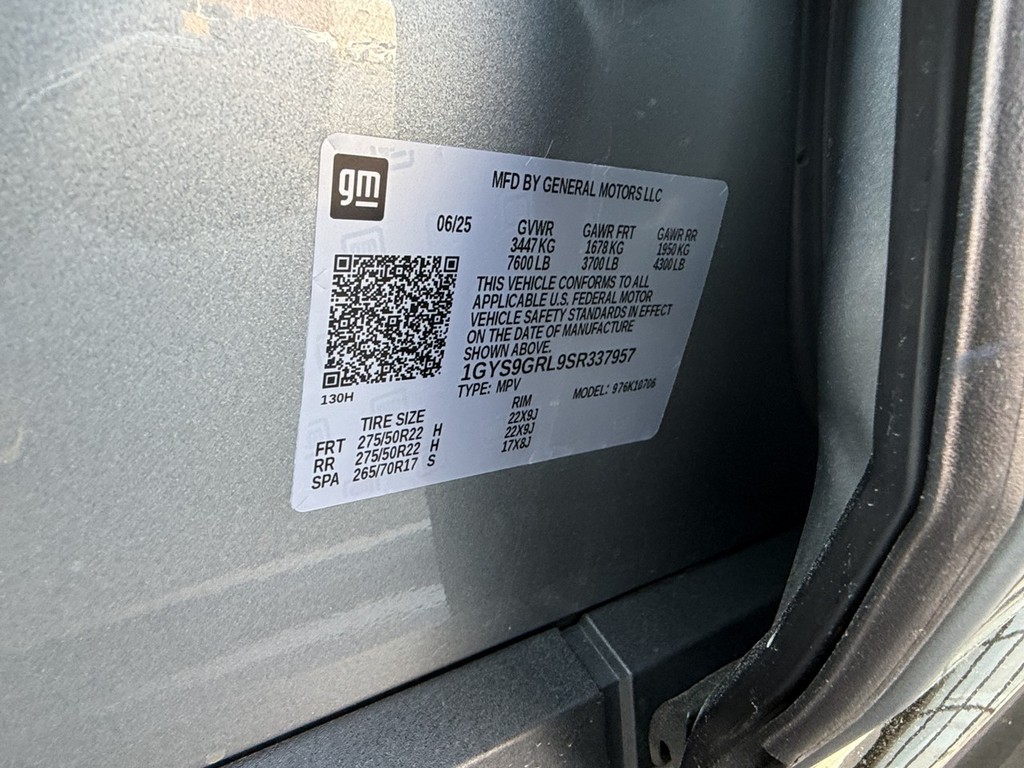 gm
MFD BY GENERAL MOTORS LLC
06/25 GVWR GAWR FRT GAWR RR
3447 KG 1678 KG 1950 KG
7600 LB 3700 LB 4300 LB
THIS VEHICLE CONFORMS TO ALL
APPLICABLE U.S. FEDERAL MOTOR
VEHICLE SAFETY STANDARDS IN EFFECT
ON THE DATE OF MANUFACTURE
SHOWN ABOVE.
1GYS9GRL9SR337957
TYPE: MPV MODEL: 976K10706
130H
TIRE SIZE RIM
FRT 275/50R22 H 22X9J
RR 275/50R22 H 22X9J
SPA 265/70R17 S 17X8J